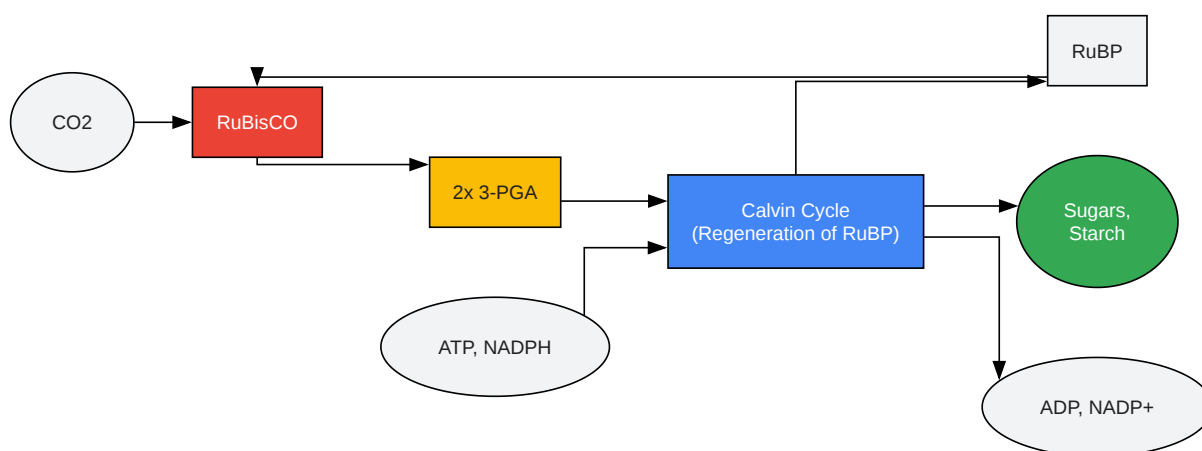 RuBP
CO2
RuBisCO
2x 3-PGA
Calvin Cycle
(Regeneration of RuBP)
Sugars,
Starch
ATP, NADPH
ADP, NADP+